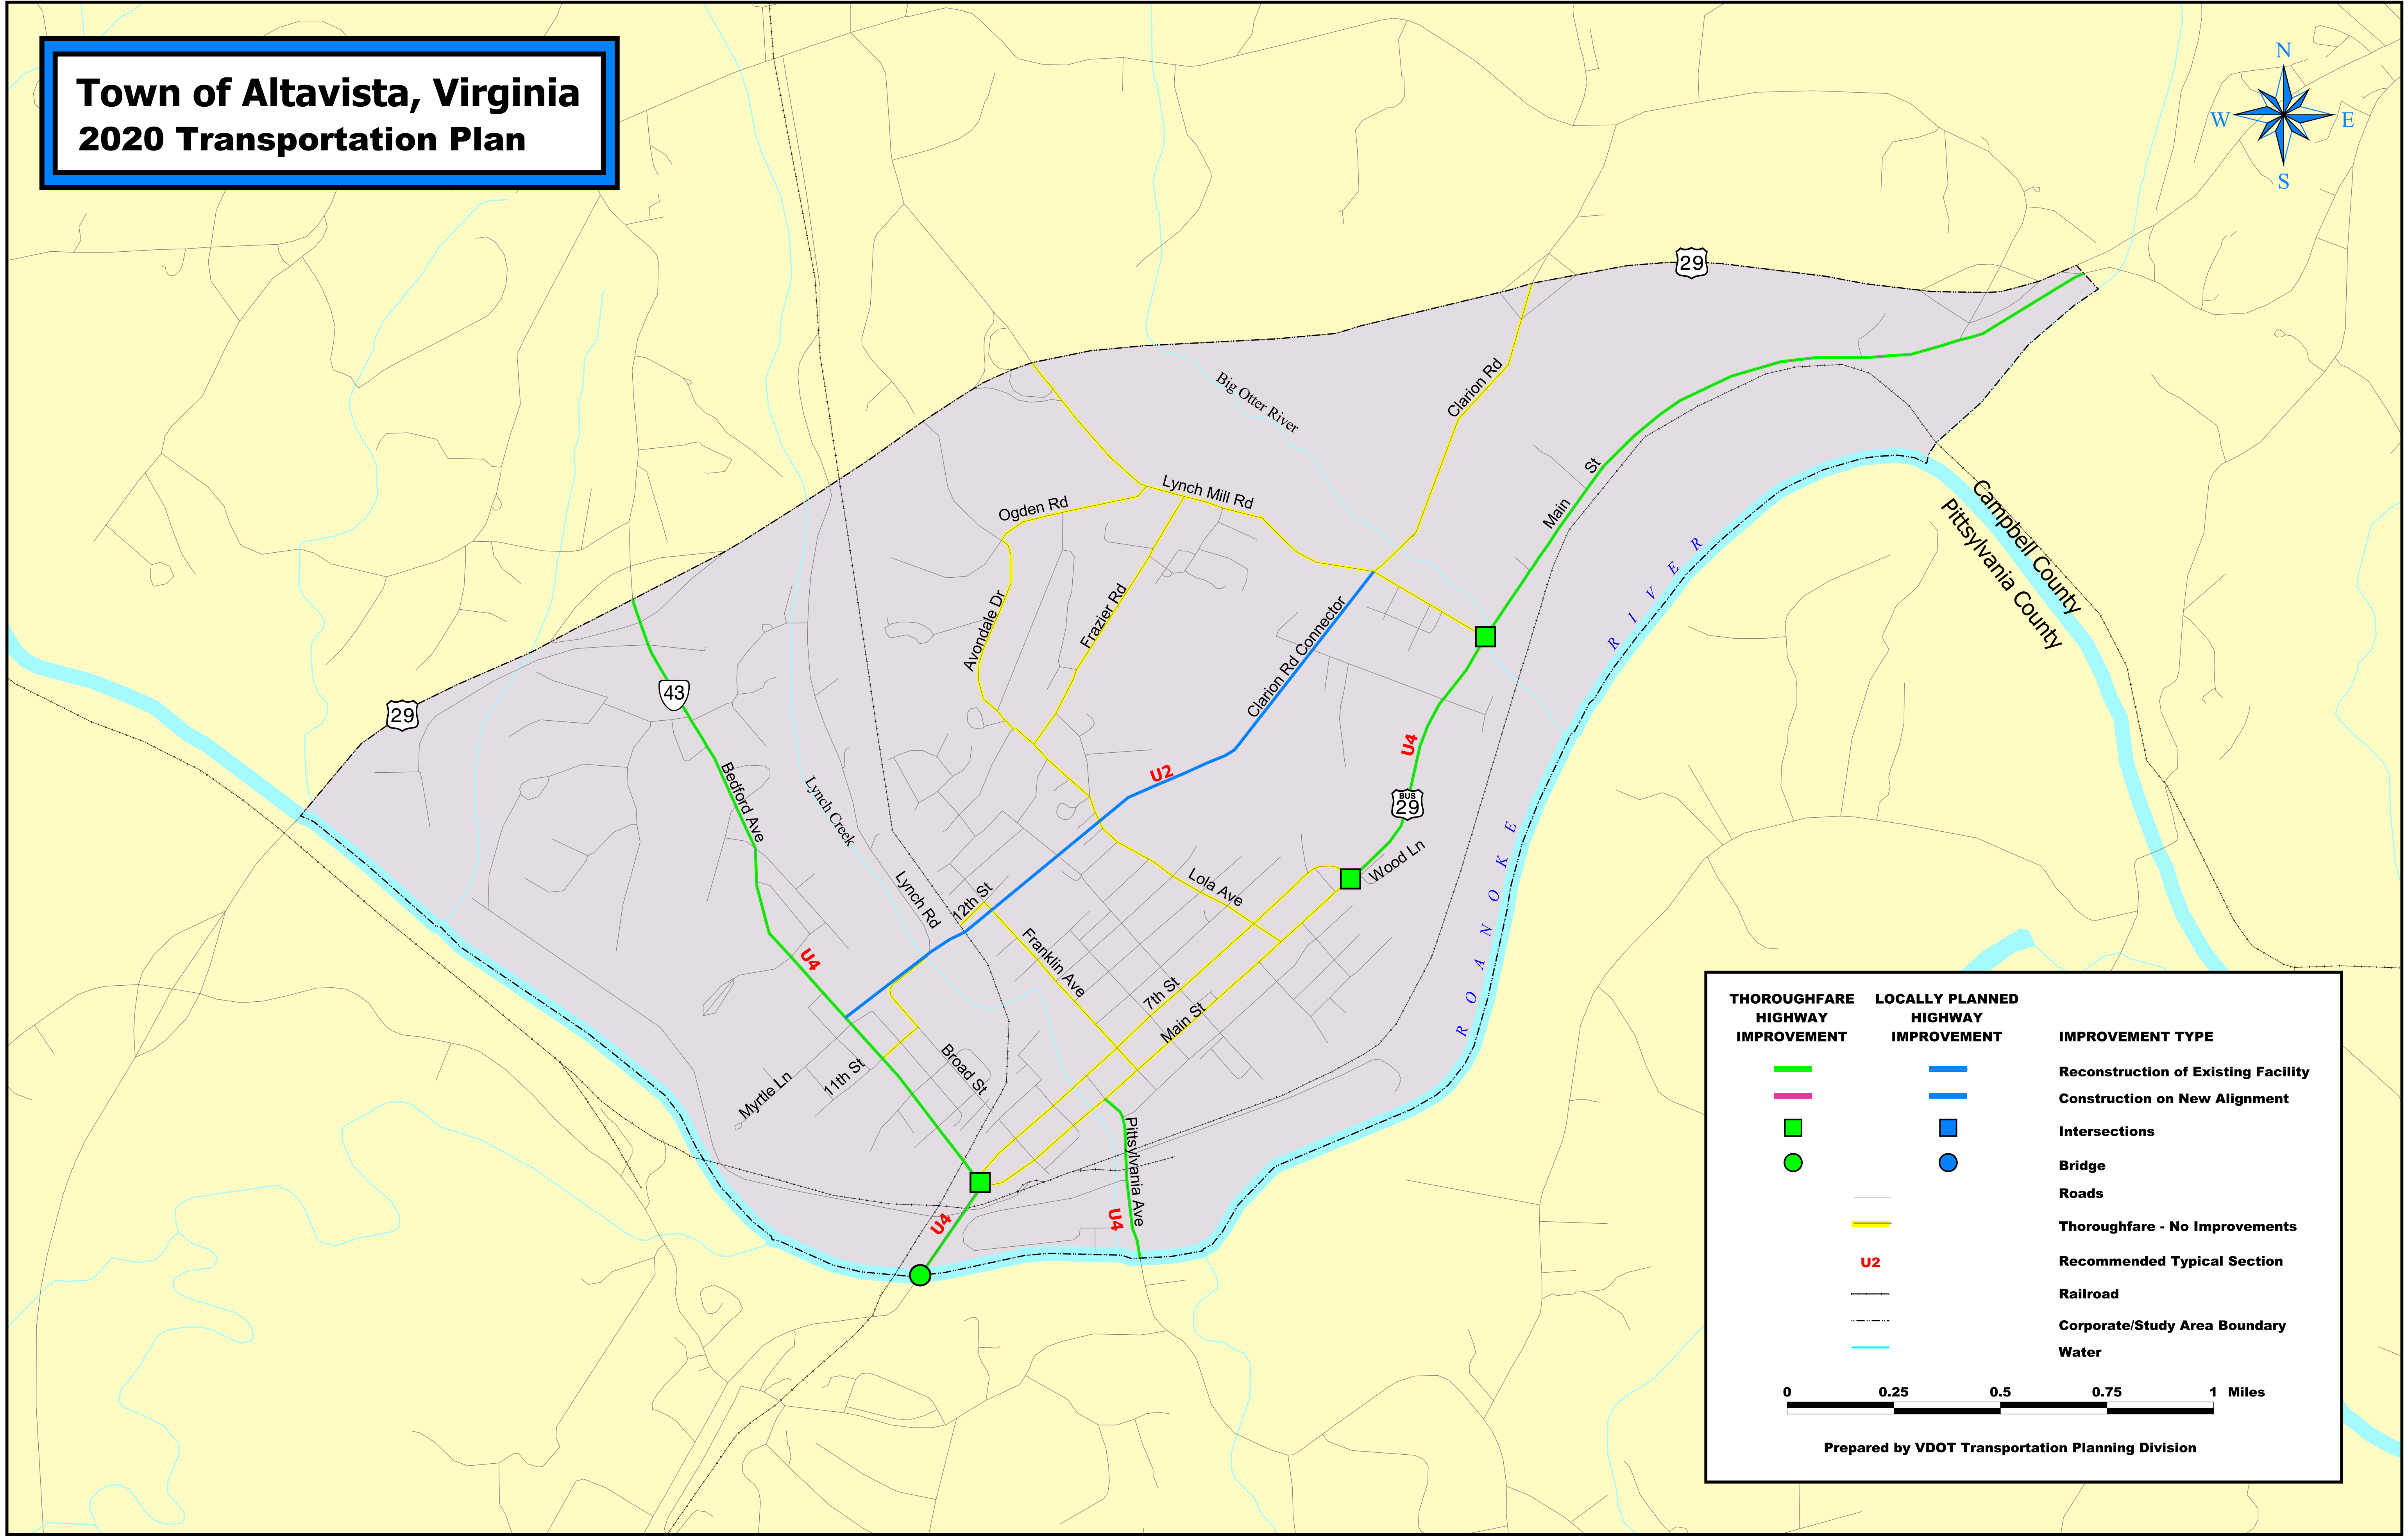 Town of Altavista, Virginia
2020 Transportation Plan
N
W
E
S
29
Big Otter River
Clarion Rd
Main St
Lynch Mill Rd
Ogden Rd
Campbell County
Pittsylvania County
Avondale Dr
Frazier Rd
Clarion Rd Connector
ROANOKE RIVER
43
29
U4
BUS
29
U2
Bedford Ave
Lynch Creek
Lynch Rd
12th St
Lola Ave
Wood Ln
U4
Franklin Ave
7th St
Main St
Broad St
11th St
Myrtle Ln
Pittsylvania Ave
U4
U4
THOROUGHFARE
HIGHWAY
IMPROVEMENT
LOCALLY PLANNED
HIGHWAY
IMPROVEMENT
IMPROVEMENT TYPE
Reconstruction of Existing Facility
Construction on New Alignment
Intersections
Bridge
Roads
Thoroughfare - No Improvements
U2 Recommended Typical Section
Railroad
Corporate/Study Area Boundary
Water
0 0.25 0.5 0.75 1 Miles
Prepared by VDOT Transportation Planning Division